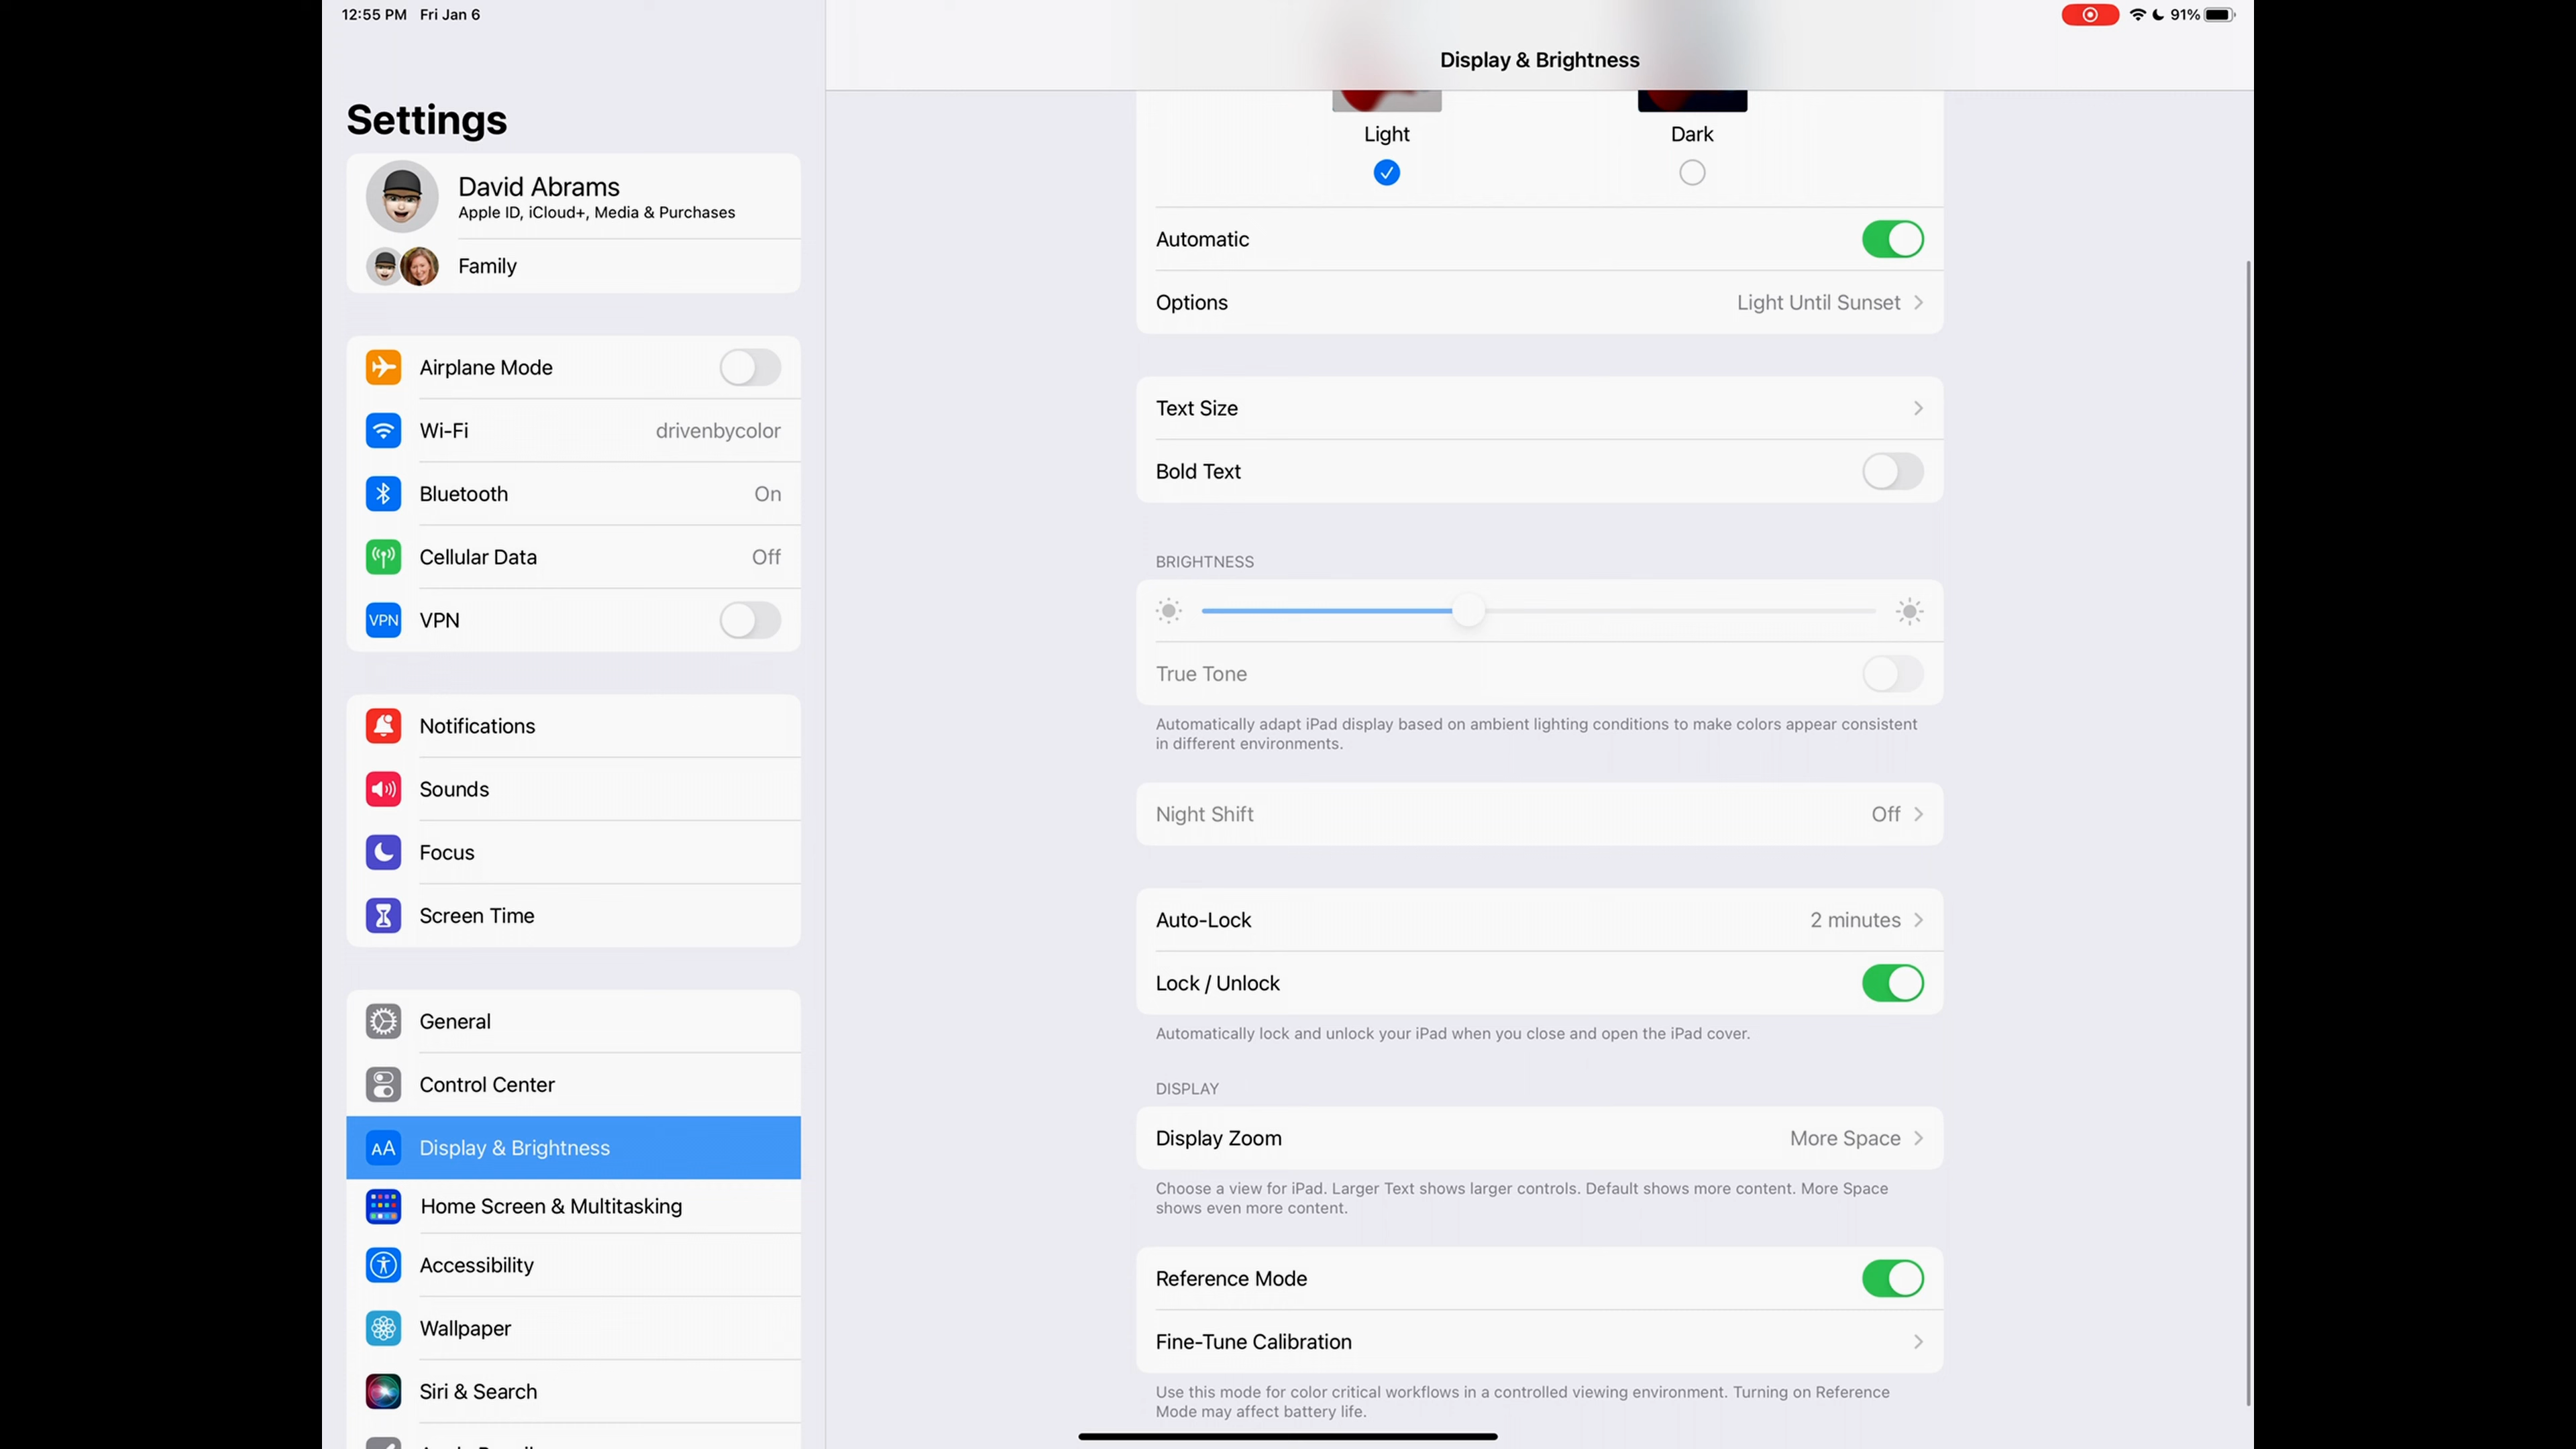 12:55 PM Fri Jan 6
91%
Settings
David Abrams
Apple ID, iCloud+, Media & Purchases
Family
Airplane Mode
Wi-Fi drivenbycolor
Bluetooth On
Cellular Data Off
VPN VPN
Notifications
Sounds
Focus
Screen Time
General
Control Center
AA Display & Brightness
Home Screen & Multitasking
Accessibility
Wallpaper
Siri & Search
Display & Brightness
Light Dark
Automatic
Options Light Until Sunset
Text Size
Bold Text
BRIGHTNESS
True Tone
Automatically adapt iPad display based on ambient lighting conditions to make colors appear consistent
in different environments.
Night Shift Off
Auto-Lock 2 minutes
Lock / Unlock
Automatically lock and unlock your iPad when you close and open the iPad cover.
DISPLAY
Display Zoom More Space
Choose a view for iPad. Larger Text shows larger controls. Default shows more content. More Space
shows even more content.
Reference Mode
Fine-Tune Calibration
Use this mode for color critical workflows in a controlled viewing environment. Turning on Reference
Mode may affect battery life.